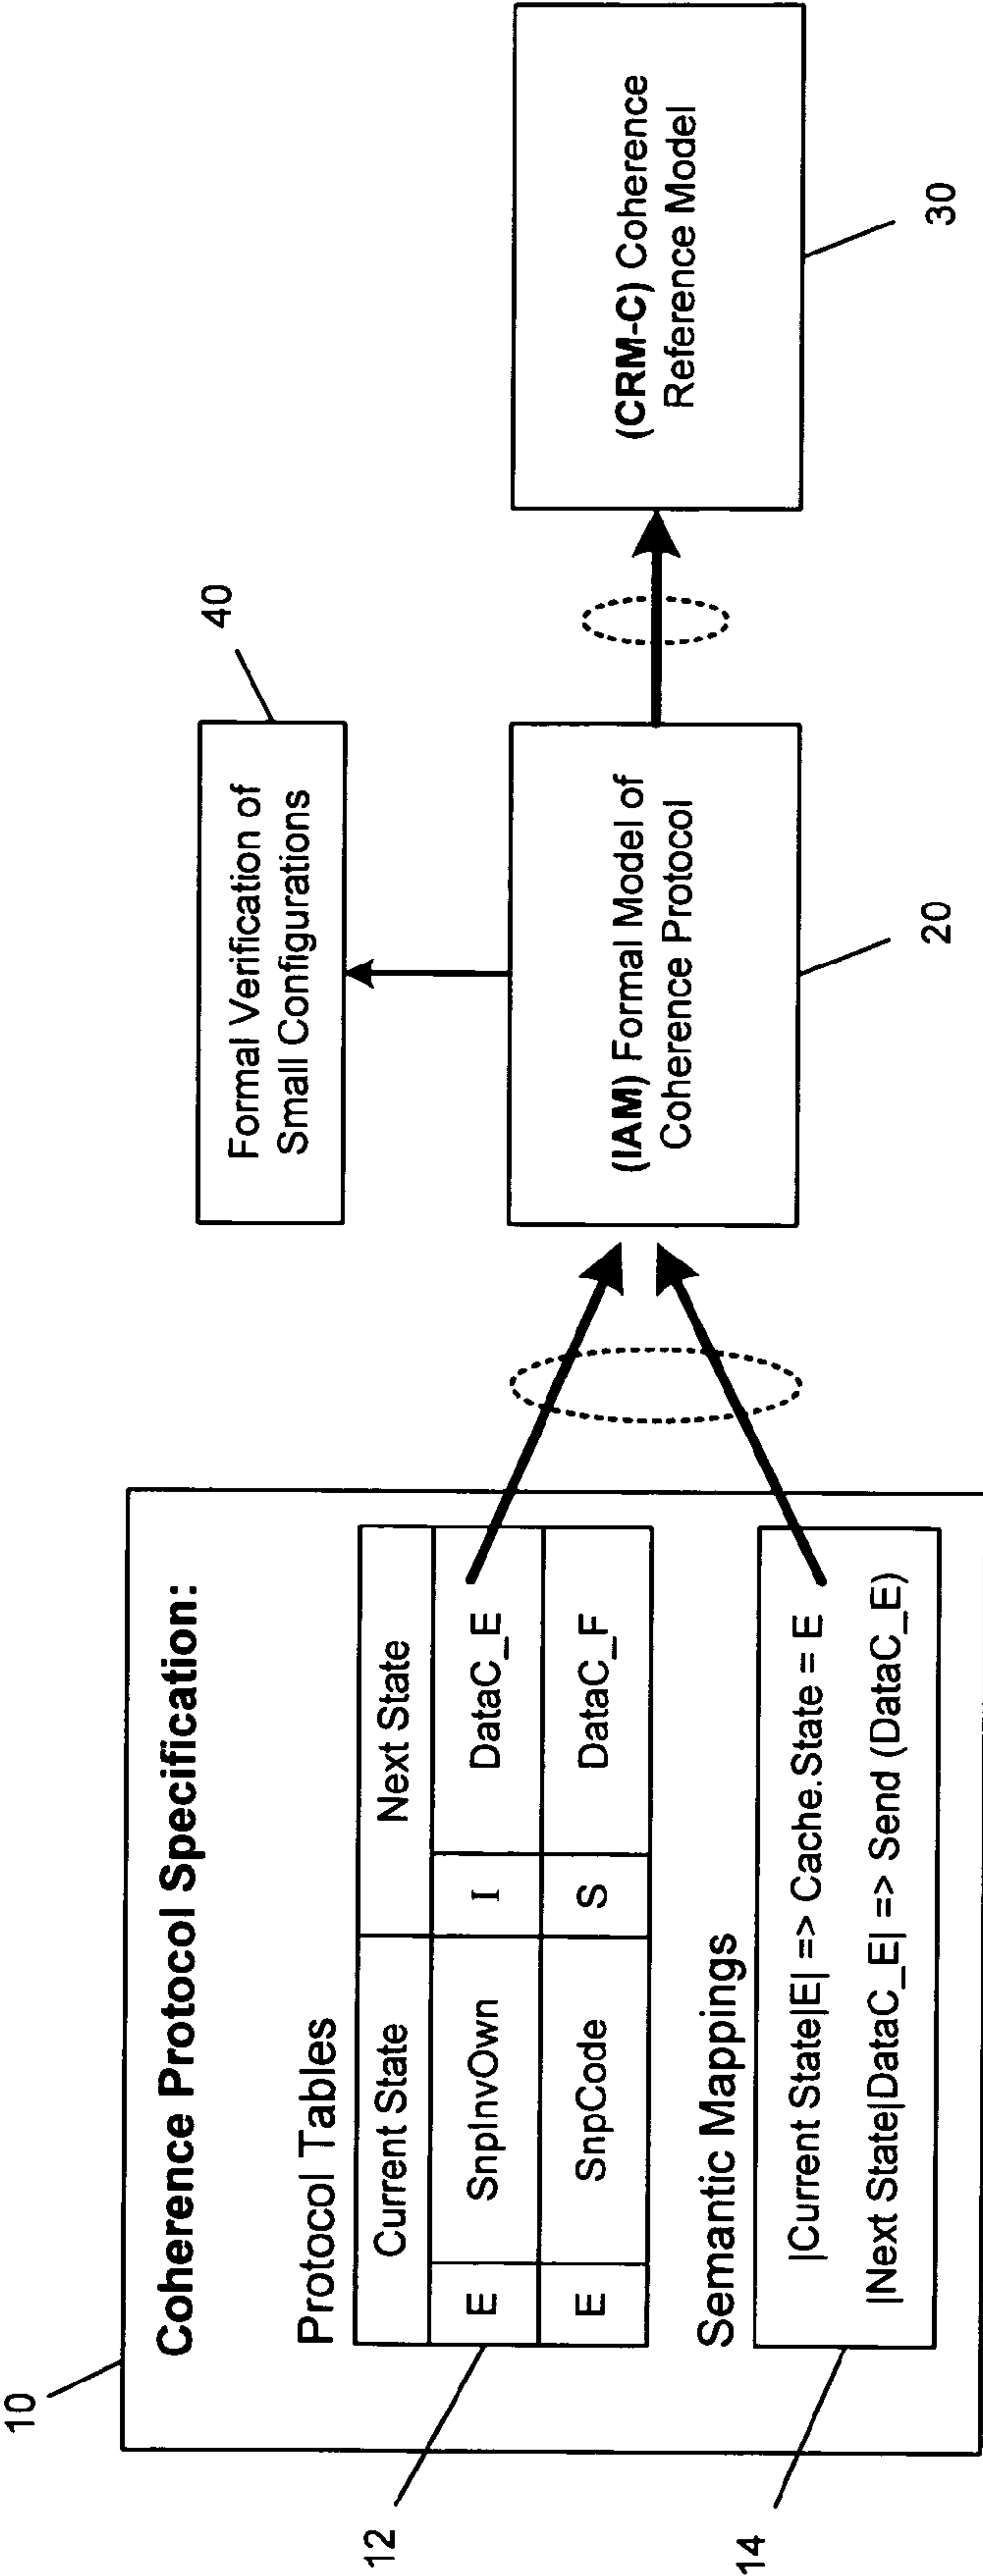 10
Coherence Protocol Specification:
Protocol Tables
Current State Next State
E SnpInvOwn I DataC_E
E SnpCode S DataC_F
12
Semantic Mappings
|Current State|E| => Cache.State = E
|Next State|DataC_E| => Send (DataC_E)
14
Formal Verification of
Small Configurations
40
(IAM) Formal Model of
Coherence Protocol
20
(CRM-C) Coherence
Reference Model
30